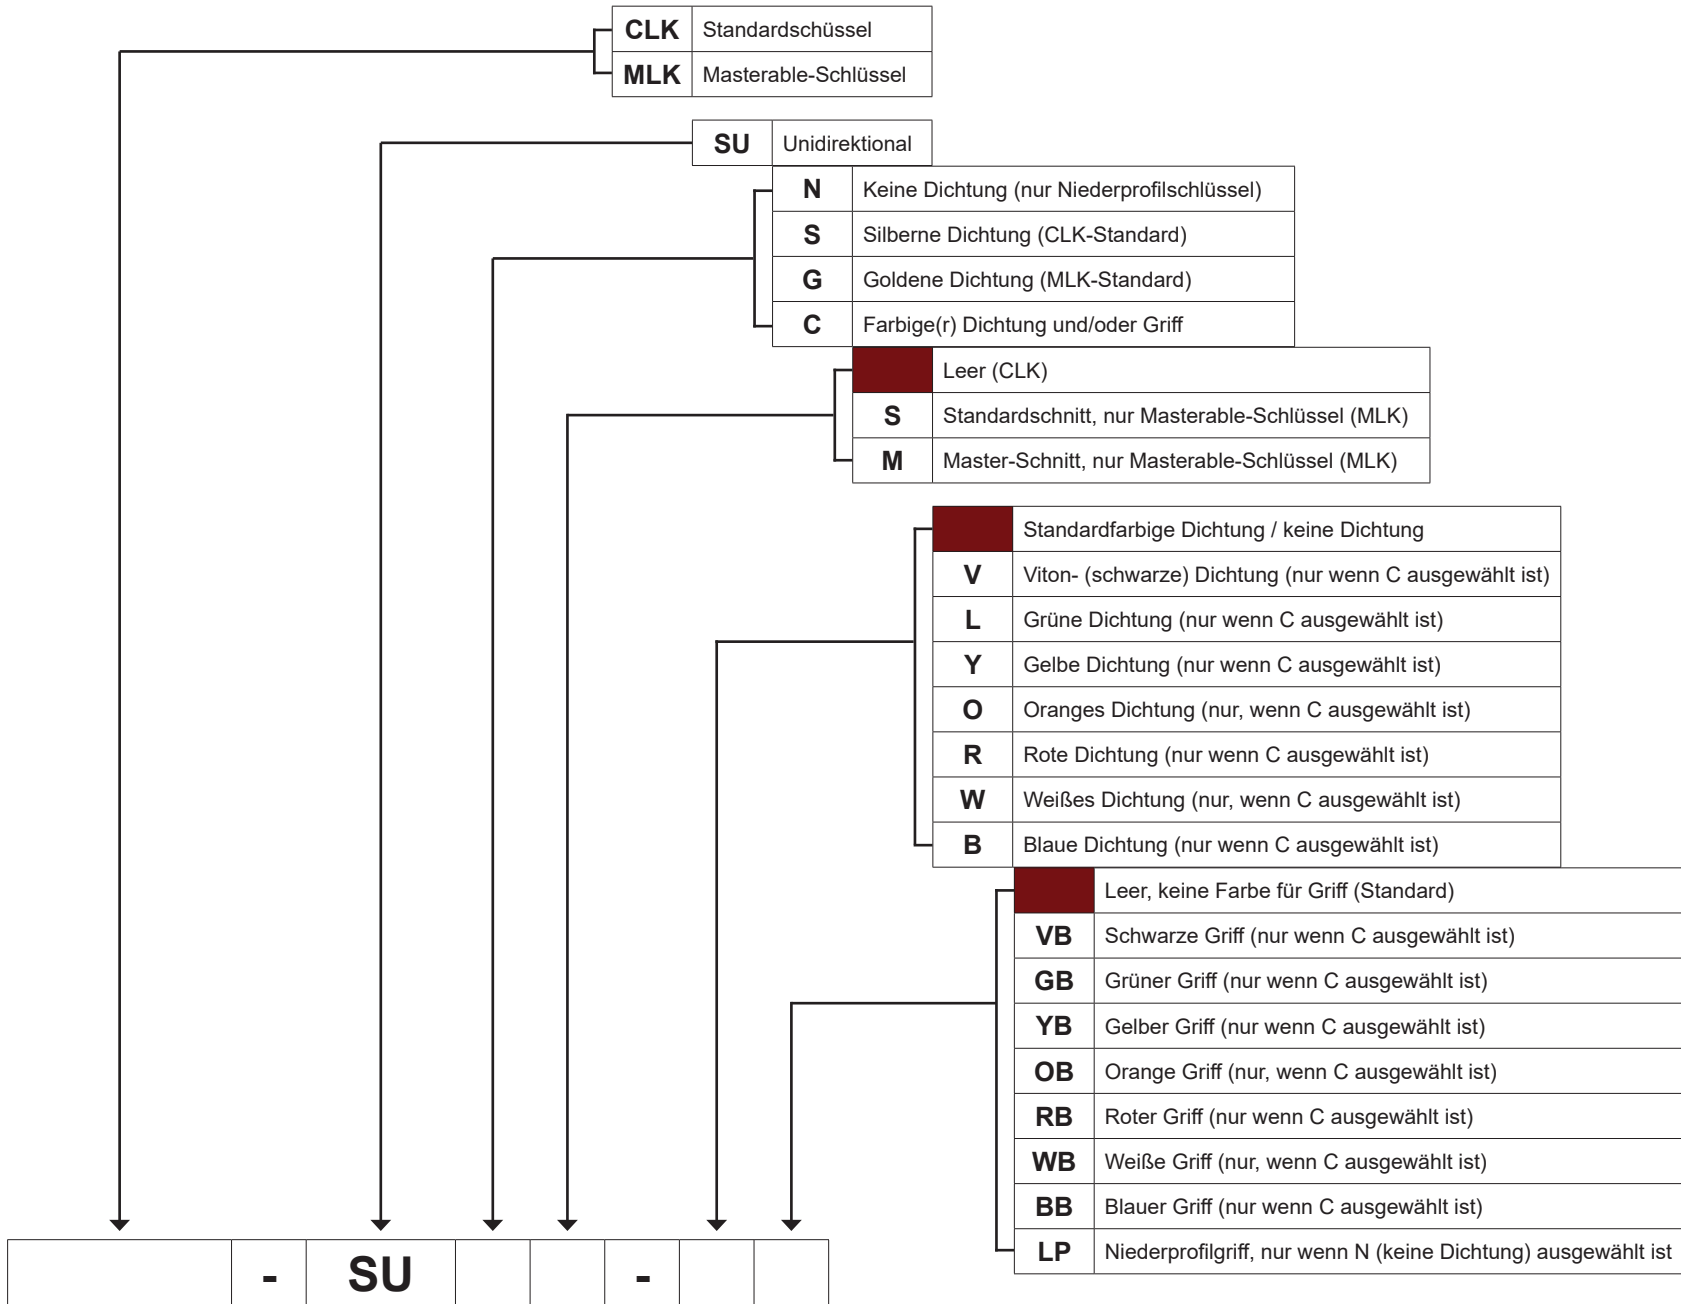 CLK Standardschüssel
MLK Masterable-Schlüssel
SU Unidirektional
N Keine Dichtung (nur Niederprofilschlüssel)
S Silberne Dichtung (CLK-Standard)
G Goldene Dichtung (MLK-Standard)
C Farbige(r) Dichtung und/oder Griff
Leer (CLK)
S Standardschnitt, nur Masterable-Schlüssel (MLK)
M Master-Schnitt, nur Masterable-Schlüssel (MLK)
Standardfarbige Dichtung / keine Dichtung
V Viton- (schwarze) Dichtung (nur wenn C ausgewählt ist)
L Grüne Dichtung (nur wenn C ausgewählt ist)
Y Gelbe Dichtung (nur wenn C ausgewählt ist)
O Oranges Dichtung (nur, wenn C ausgewählt ist)
R Rote Dichtung (nur wenn C ausgewählt ist)
W Weißes Dichtung (nur, wenn C ausgewählt ist)
B Blaue Dichtung (nur wenn C ausgewählt ist)
Leer, keine Farbe für Griff (Standard)
VB Schwarze Griff (nur wenn C ausgewählt ist)
GB Grüner Griff (nur wenn C ausgewählt ist)
YB Gelber Griff (nur wenn C ausgewählt ist)
OB Orange Griff (nur, wenn C ausgewählt ist)
RB Roter Griff (nur wenn C ausgewählt ist)
WB Weiße Griff (nur, wenn C ausgewählt ist)
BB Blauer Griff (nur wenn C ausgewählt ist)
LP Niederprofilgriff, nur wenn N (keine Dichtung) ausgewählt ist
- SU -